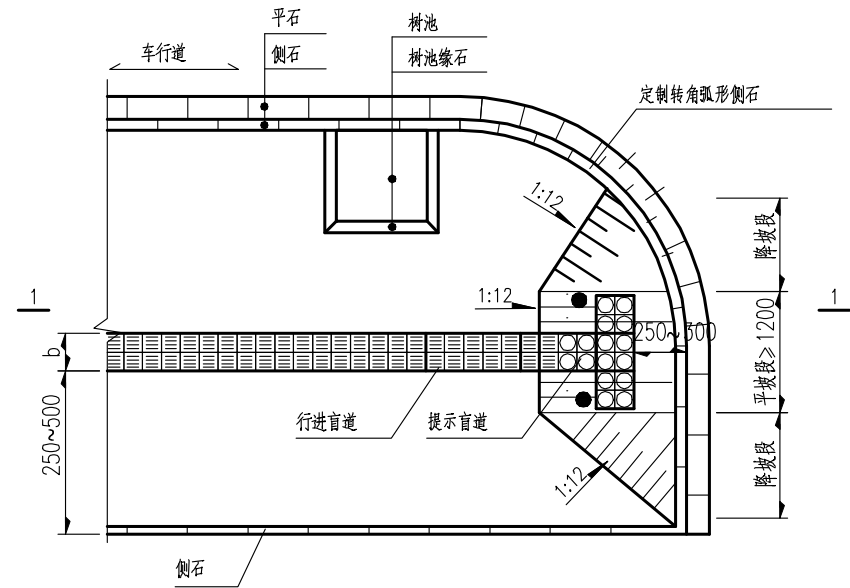 平石
树池
车行道
侧石
树池缘石
定制转角弧形侧石
1:12
降坡段
1
1:12
1
250~300
平坡段≥1200
b
行进盲道
提示盲道
250~500
1:12
降坡段
侧石